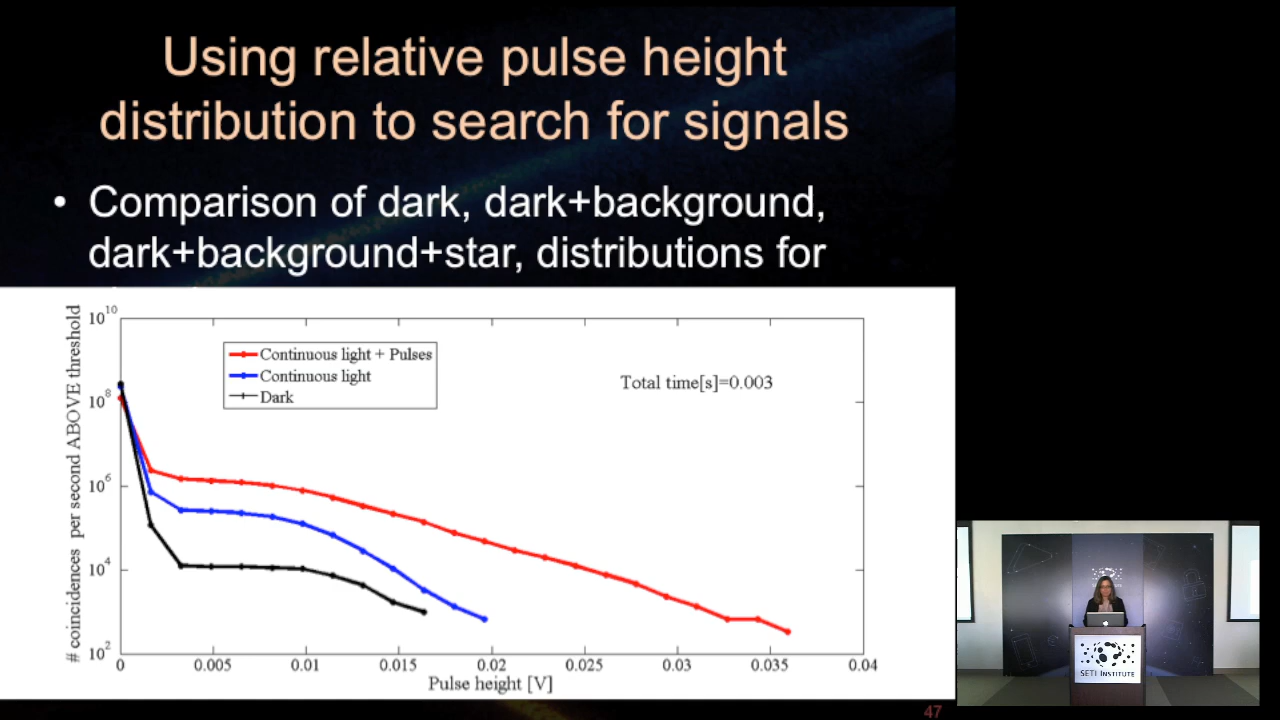 Using relative pulse height
distribution to search for signals
• Comparison of dark, dark+background,
dark+background+star, distributions for
# coincidences per second ABOVE threshold
10^10
10^8
10^6
10^4
10^2
Continuous light + Pulses
Continuous light
Dark
Total time[s]=0.003
0 0.005 0.01 0.015 0.02 0.025 0.03 0.035 0.04
Pulse height [V]
47
SETI INSTITUTE